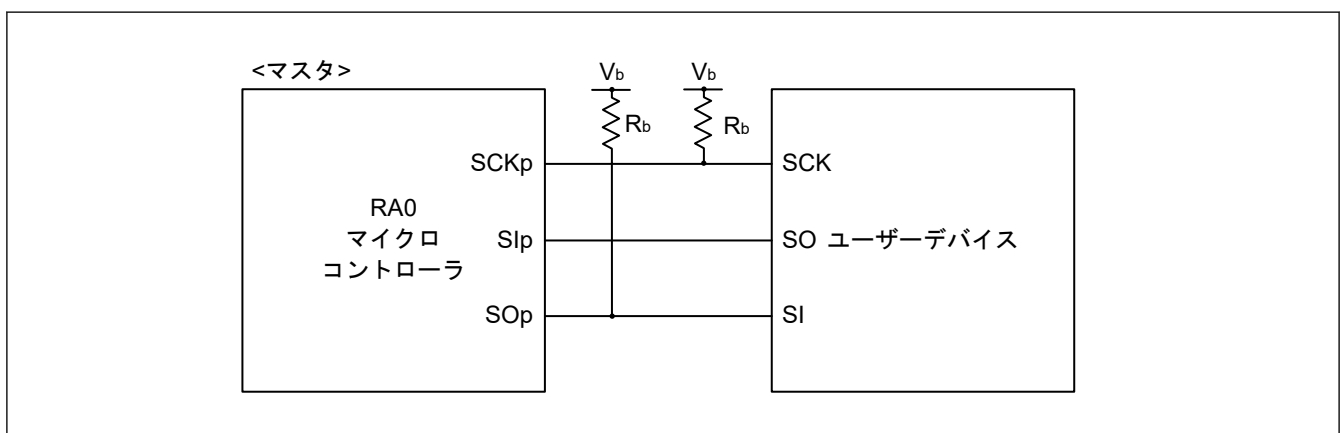 <マスタ>
Vb
Vb
Rb
Rb
SCKp
SCK
RA0
マイクロ
コントローラ
SIp
SO ユーザーデバイス
SOp
SI